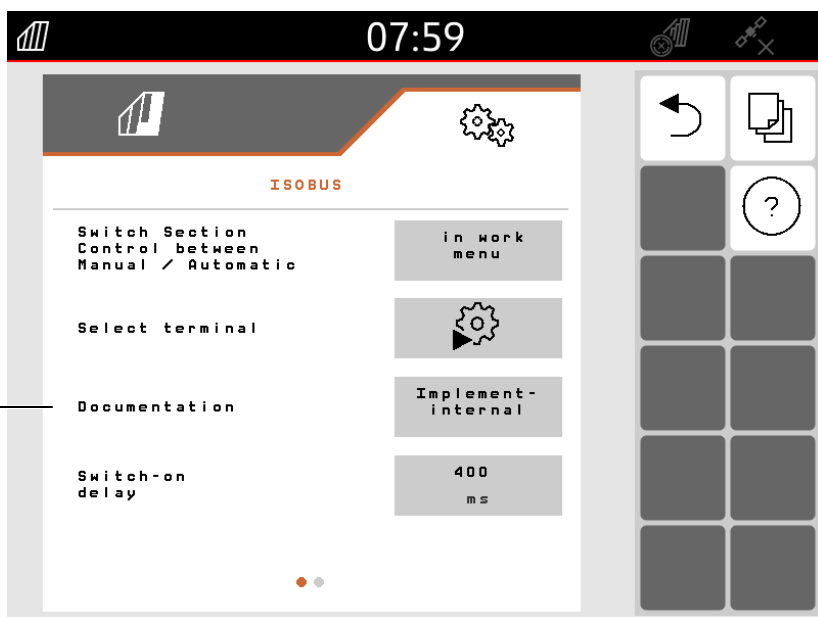 07:59
ISOBUS
Switch Section
Control between
Manual / Automatic
in work
menu
Select terminal
Documentation
Implement-
internal
Switch-on
delay
400
ms
?